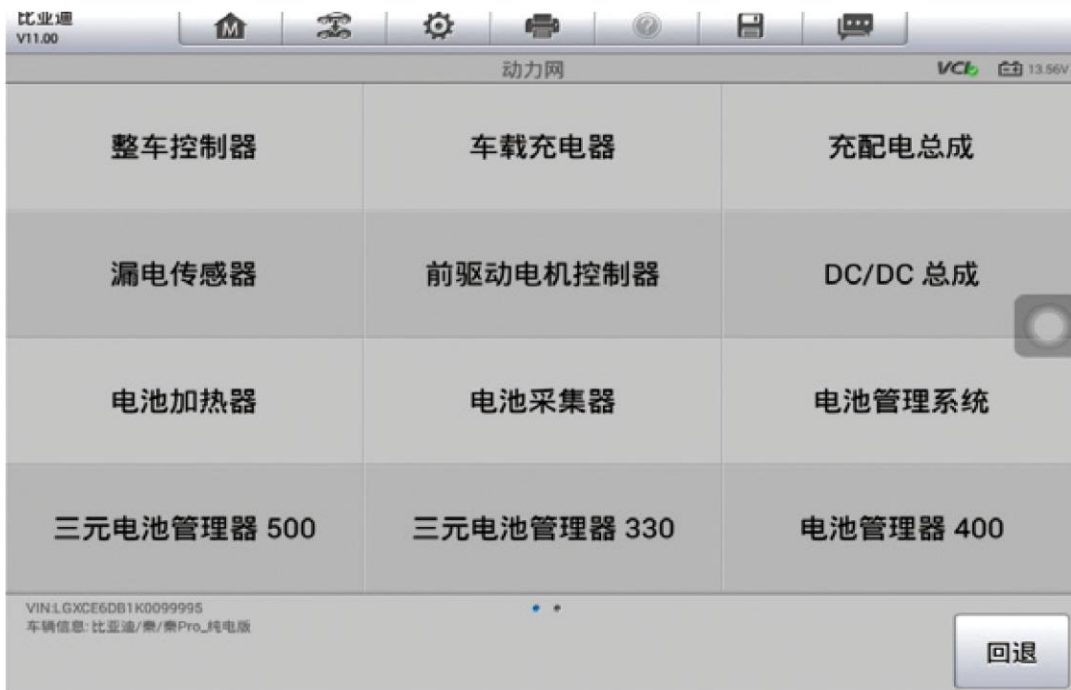 比亚迪
V11.00
动力网
VCI
13.56V
整车控制器
车载充电器
充配电总成
漏电传感器
前驱动电机控制器
DC/DC 总成
电池加热器
电池采集器
电池管理系统
三元电池管理器 500
三元电池管理器 330
电池管理器 400
VIN:LGXCE6DB1K0099995
车辆信息: 比亚迪/秦/秦Pro_纯电版
回退